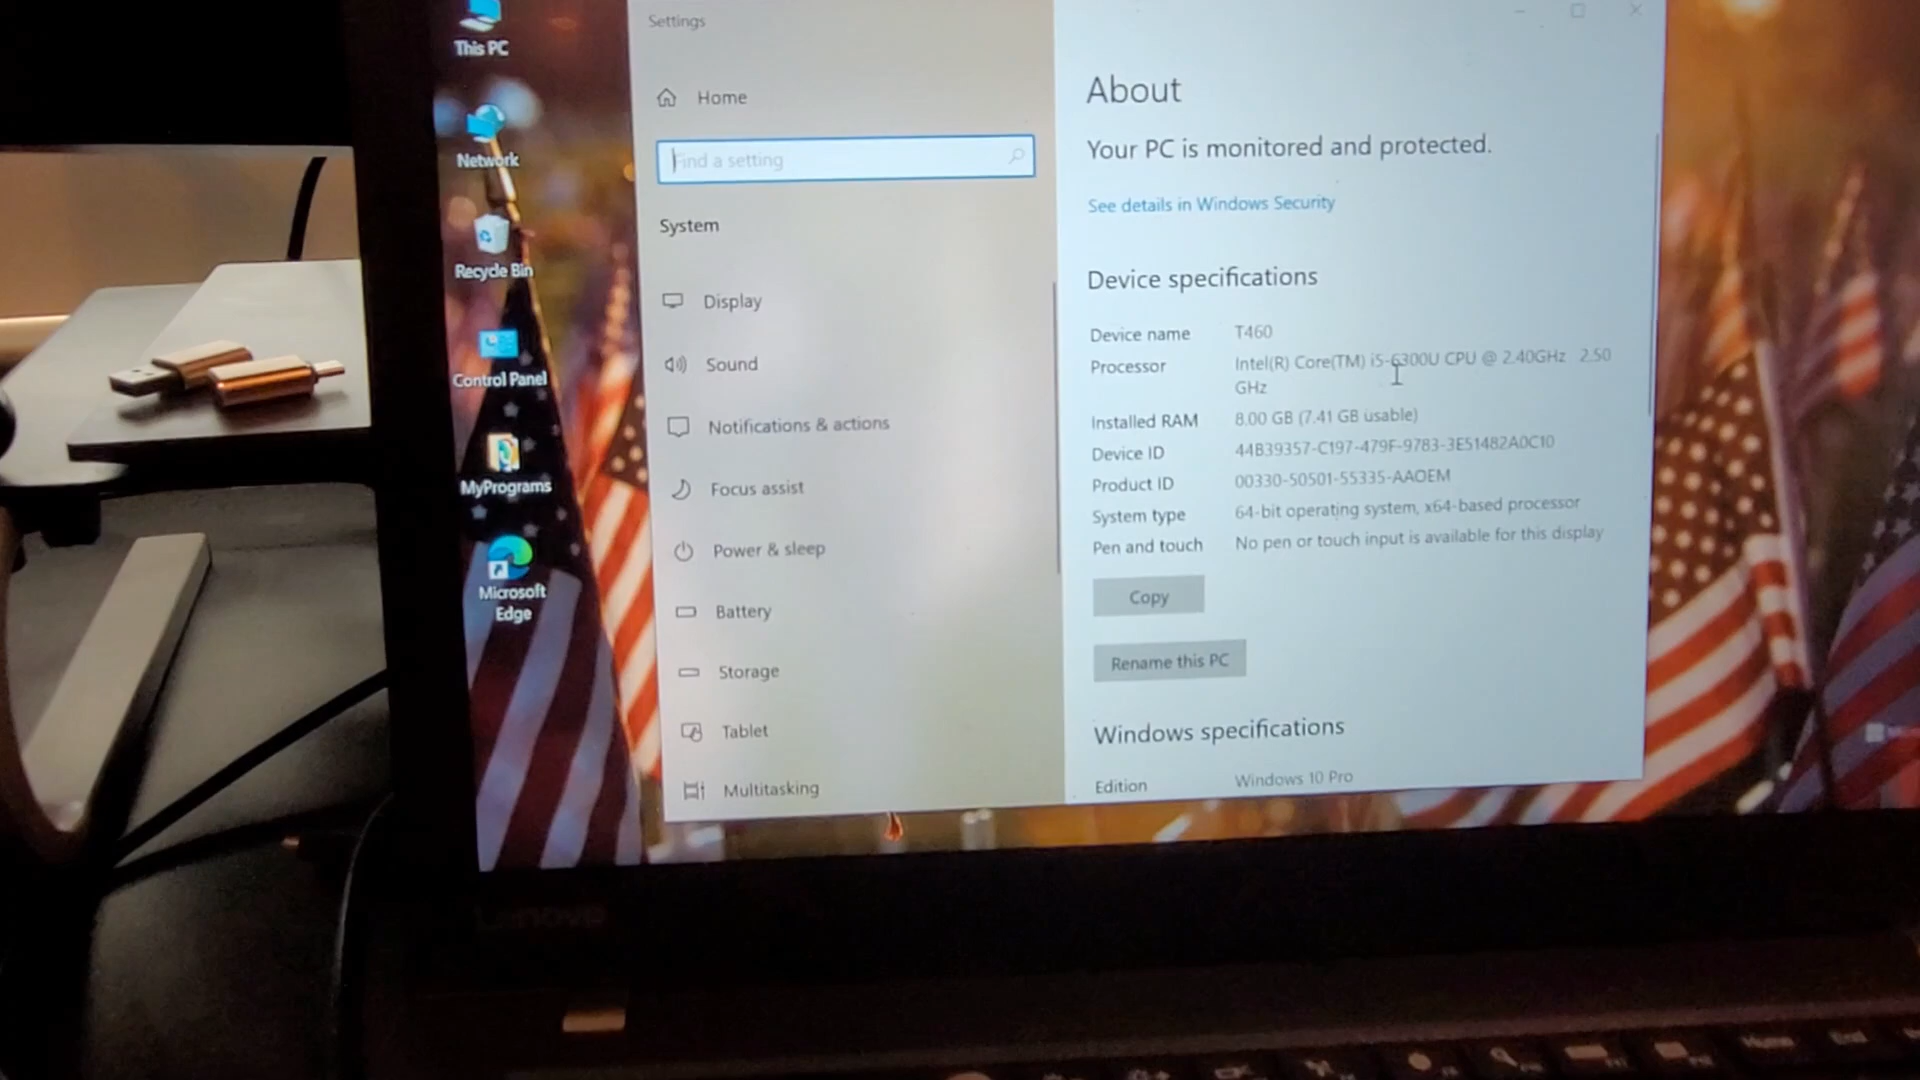 This PC
Network
Recycle Bin
Control Panel
MyPrograms
Microsoft
Edge
Settings
Home
Find a setting
System
Display
Sound
Notifications & actions
Focus assist
Power & sleep
Battery
Storage
Tablet
Multitasking
About
Your PC is monitored and protected.
See details in Windows Security
Device specifications
Device name T460
Processor Intel(R) Core(TM) i5-6300U CPU @ 2.40GHz 2.50
GHz
Installed RAM 8.00 GB (7.41 GB usable)
Device ID 44B39357-C197-479F-9783-3E51482A0C10
Product ID 00330-50501-55335-AAOEM
System type 64-bit operating system, x64-based processor
Pen and touch No pen or touch input is available for this display
Copy
Rename this PC
Windows specifications
Edition Windows 10 Pro
Lenovo
Home
End